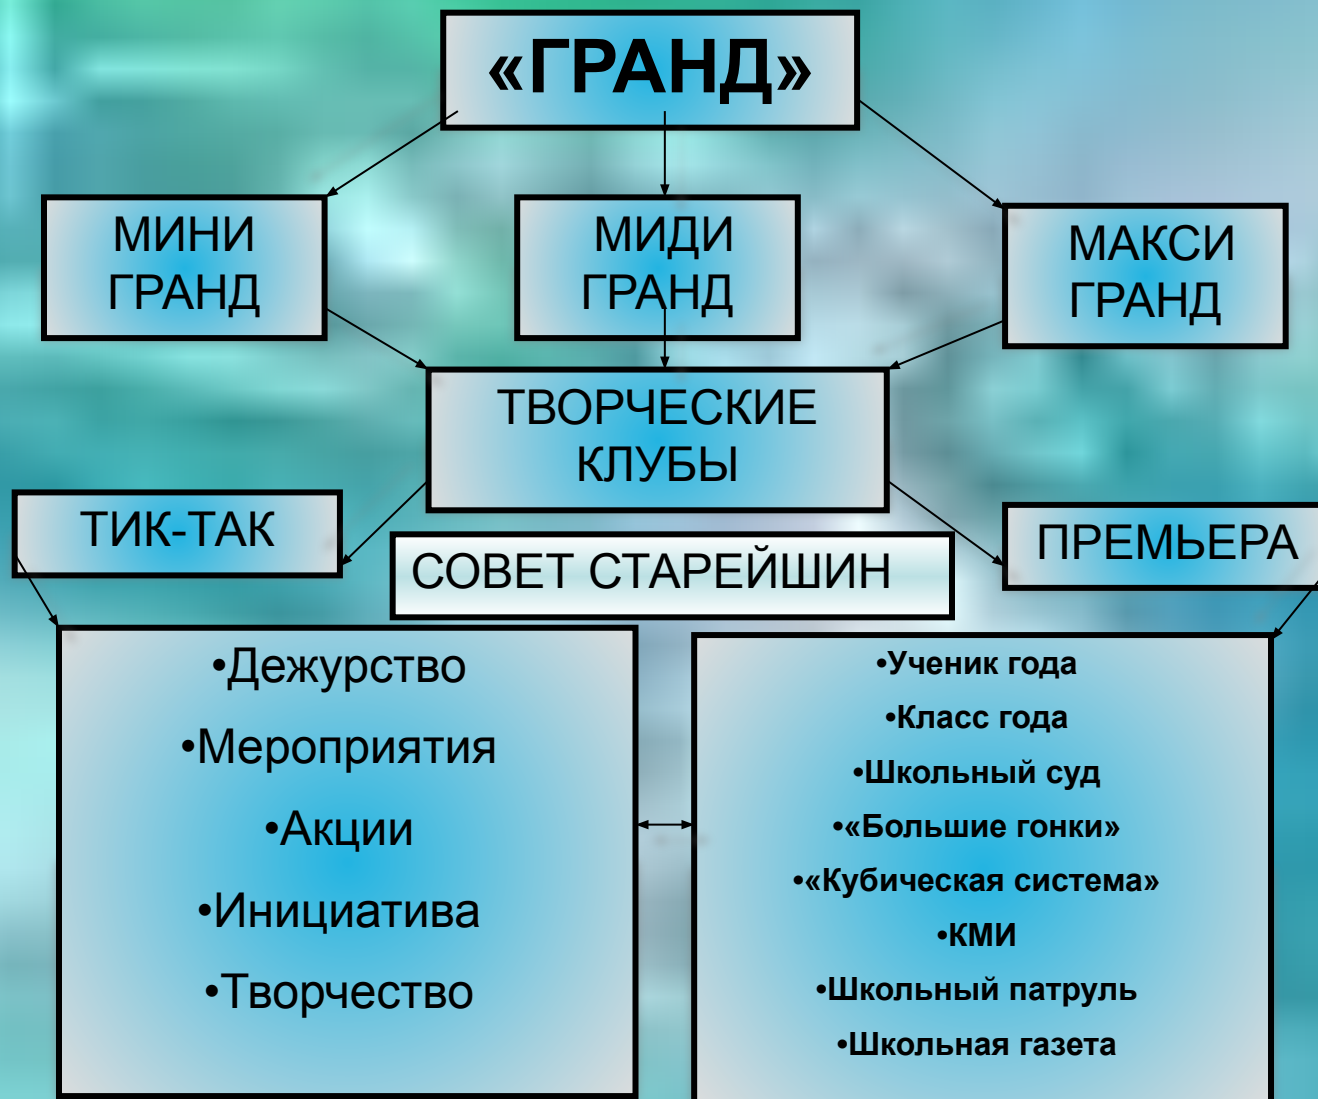 «ГРАНД»
МИНИ
ГРАНД
МИДИ
ГРАНД
МАКСИ
ГРАНД
ТВОРЧЕСКИЕ
КЛУБЫ
ТИК-ТАК
СОВЕТ СТАРЕЙШИН
ПРЕМЬЕРА
•Дежурство
•Мероприятия
•Акции
•Инициатива
•Творчество
•Ученик года
•Класс года
•Школьный суд
•«Большие гонки»
•«Кубическая система»
•КМИ
•Школьный патруль
•Школьная газета